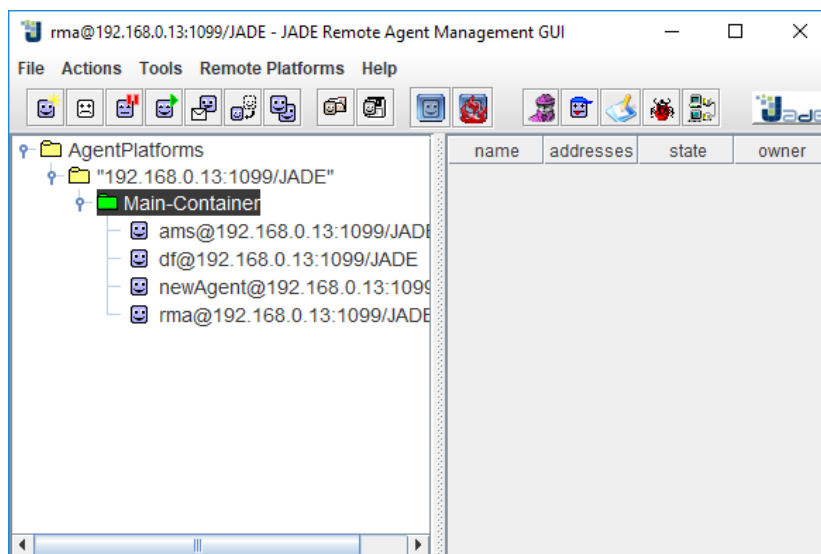 rma@192.168.0.13:1099/JADE - JADE Remote Agent Management GUI
File Actions Tools Remote Platforms Help
Jade
AgentPlatforms
"192.168.0.13:1099/JADE"
Main-Container
ams@192.168.0.13:1099/JADE
df@192.168.0.13:1099/JADE
newAgent@192.168.0.13:1099
rma@192.168.0.13:1099/JADE
name addresses state owner